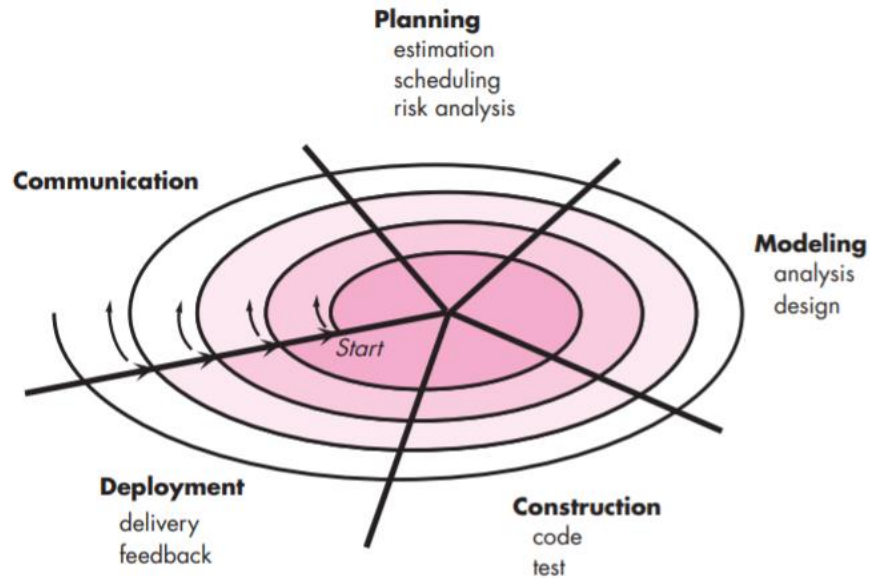 Planning
estimation
scheduling
risk analysis
Communication
Modeling
analysis
design
Start
Deployment
delivery
feedback
Construction
code
test